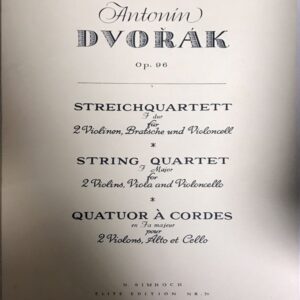 Antonín
DVOŘÁK
Op. 96
STREICHQUARTETT
F dur
für
2 Violinen, Bratsche und Violoncell
*
STRING QUARTET
F Major
for
2 Violins, Viola and Violoncello
*
QUATUOR À CORDES
en Fa majeur
pour
2 Violons, Alto et Cello
N. SIMROCK
ELITE EDITION